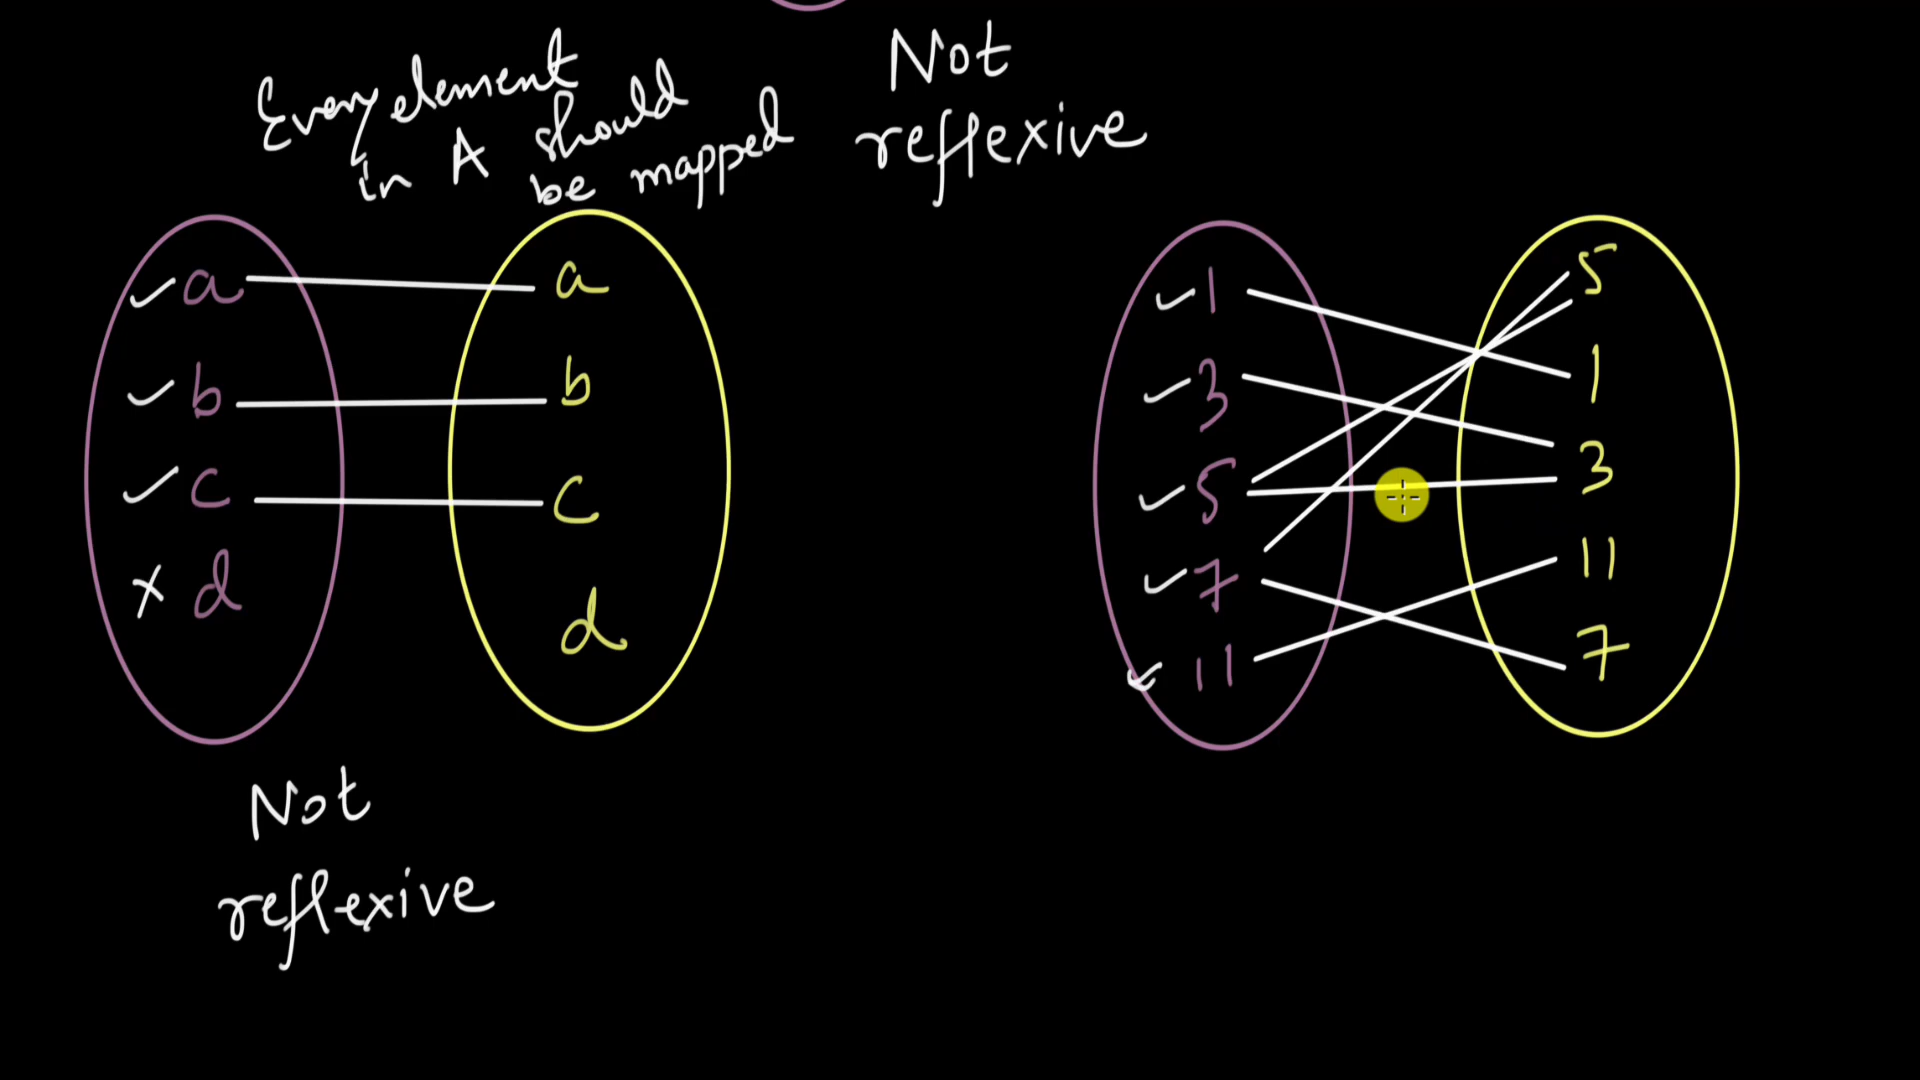 Every element
in A should
be mapped
Not
reflexive
a
b
c
x d
a
b
c
d
Not
reflexive
1
3
5
7
11
5
1
3
11
7